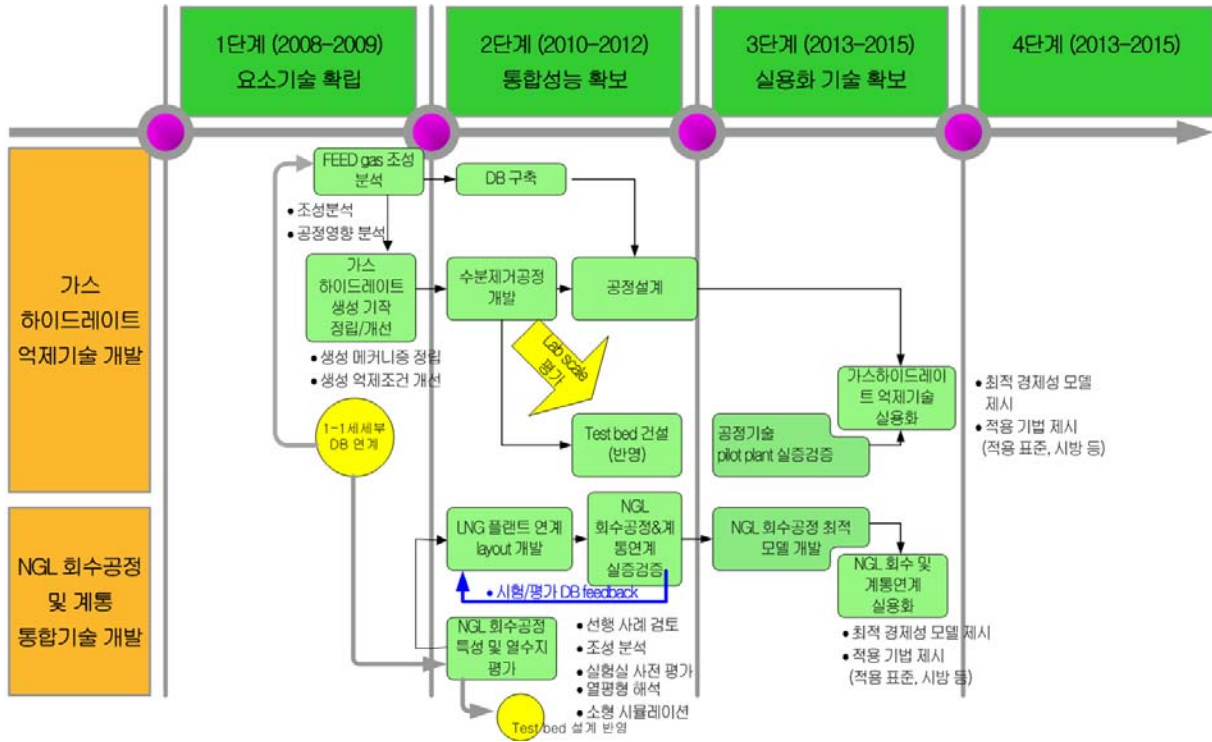 1단계 (2008-2009)
요소기술 확립
2단계 (2010-2012)
통합성능 확보
3단계 (2013-2015)
실용화 기술 확보
4단계 (2013-2015)
가스
하이드레이트
억제기술 개발
FEED gas 조성
분석
DB 구축
• 조성분석
• 공정영향 분석
가스
하이드레이트
생성 기작
정립/개선
수분제거공정
개발
공정설계
• 생성 메커니즘 정립
• 생성 억제조건 개선
Lab scale
평가
1-1세세부
DB 연계
Test bed 건설
(반영)
공정기술
pilot plant 실증검증
가스하이드레이
트 억제기술
실용화
• 최적 경제성 모델
제시
• 적용 기법 제시
(적용 표준, 시방 등)
NGL 회수공정
및 계통
통합기술 개발
LNG 플랜트 연계
layout 개발
NGL
회수공정&계
통연계
실증검증
NGL 회수공정 최적
모델 개발
NGL 회수 및
계통연계
실용화
• 시험/평가 DB feedback
NGL 회수공정
특성 및 열수지
평가
• 선행 사례 검토
• 조성 분석
• 실험실 사전 평가
• 열평형 해석
• 소형 시뮬레이션
• 최적 경제성 모델 제시
• 적용 기법 제시
(적용 표준, 시방 등)
Test bed 설계 반영